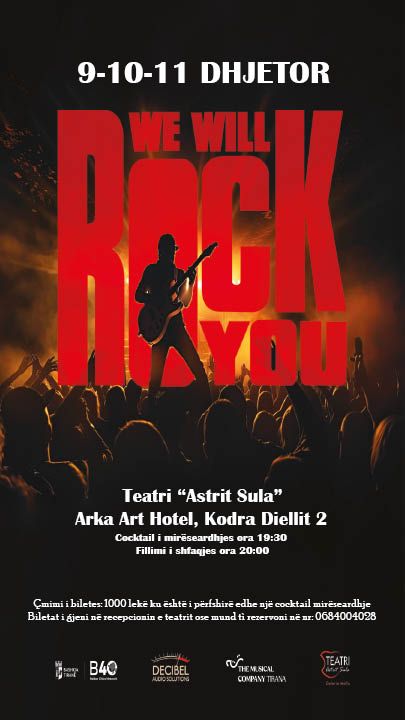 9-10-11 DHJETOR
WE WILL
ROCK
YOU
Teatri “Astrit Sula”
Arka Art Hotel, Kodra Diellit 2
Cocktail i mirëseardhjes ora 19:30
Fillimi i shfaqjes ora 20:00
Çmimi i biletes: 1000 lekë ku është i përfshirë edhe një cocktail mirëseardhje
Biletat i gjeni në recepcionin e teatrit ose mund ti rezervoni në nr: 0684004028
BASHKIA
TIRANË
B40
DECIBEL
AUDIO SOLUTIONS
THE MUSICAL
COMPANY TIRANA
TEATRI
Astrit Sula